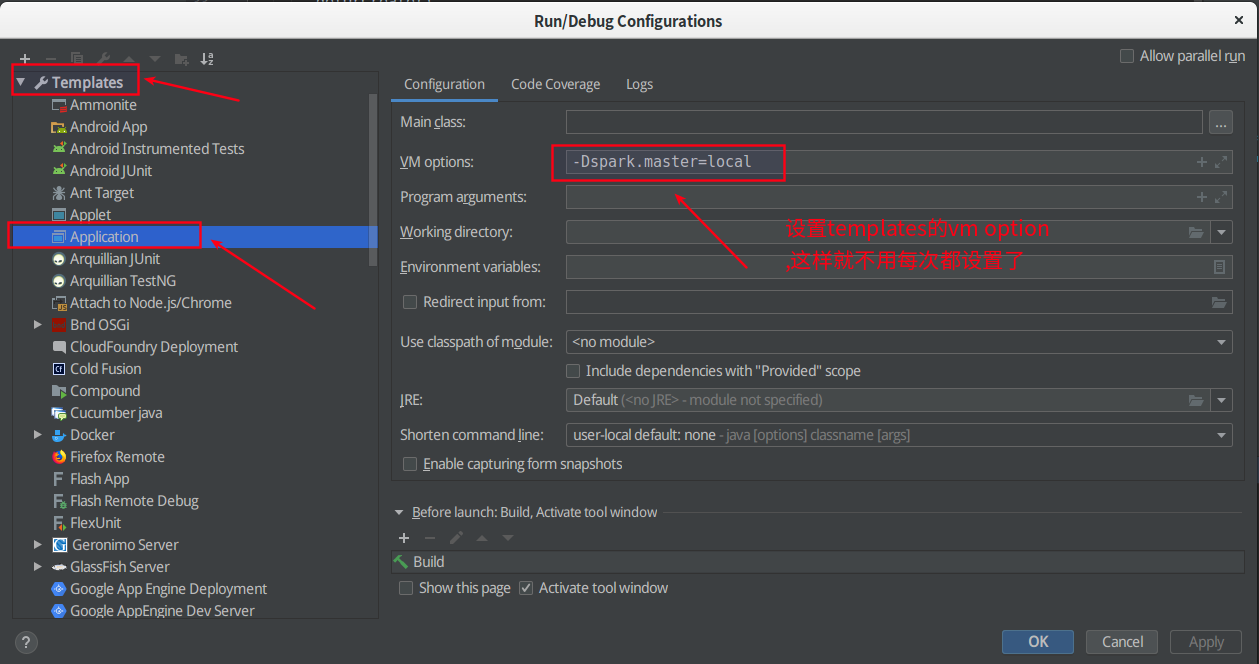 Run/Debug Configurations
Allow parallel run
Templates
Ammonite
Android App
Android Instrumented Tests
Android JUnit
Ant Target
Applet
Application
Arquillian JUnit
Arquillian TestNG
Attach to Node.js/Chrome
Bnd OSGi
CloudFoundry Deployment
Cold Fusion
Compound
Cucumber java
Docker
Firefox Remote
Flash App
Flash Remote Debug
FlexUnit
Geronimo Server
GlassFish Server
Google App Engine Deployment
Google AppEngine Dev Server
Configuration Code Coverage Logs
Main class:
...
VM options: -Dspark.master=local
Program arguments:
设置templates的vm option
,这样就不用每次都设置了
Working directory:
Environment variables:
Redirect input from:
Use classpath of module: <no module>
Include dependencies with "Provided" scope
JRE: Default (<no JRE> - module not specified)
Shorten command line: user-local default: none - java [options] classname [args]
Enable capturing form snapshots
Before launch: Build, Activate tool window
Build
Show this page Activate tool window
? OK Cancel Apply